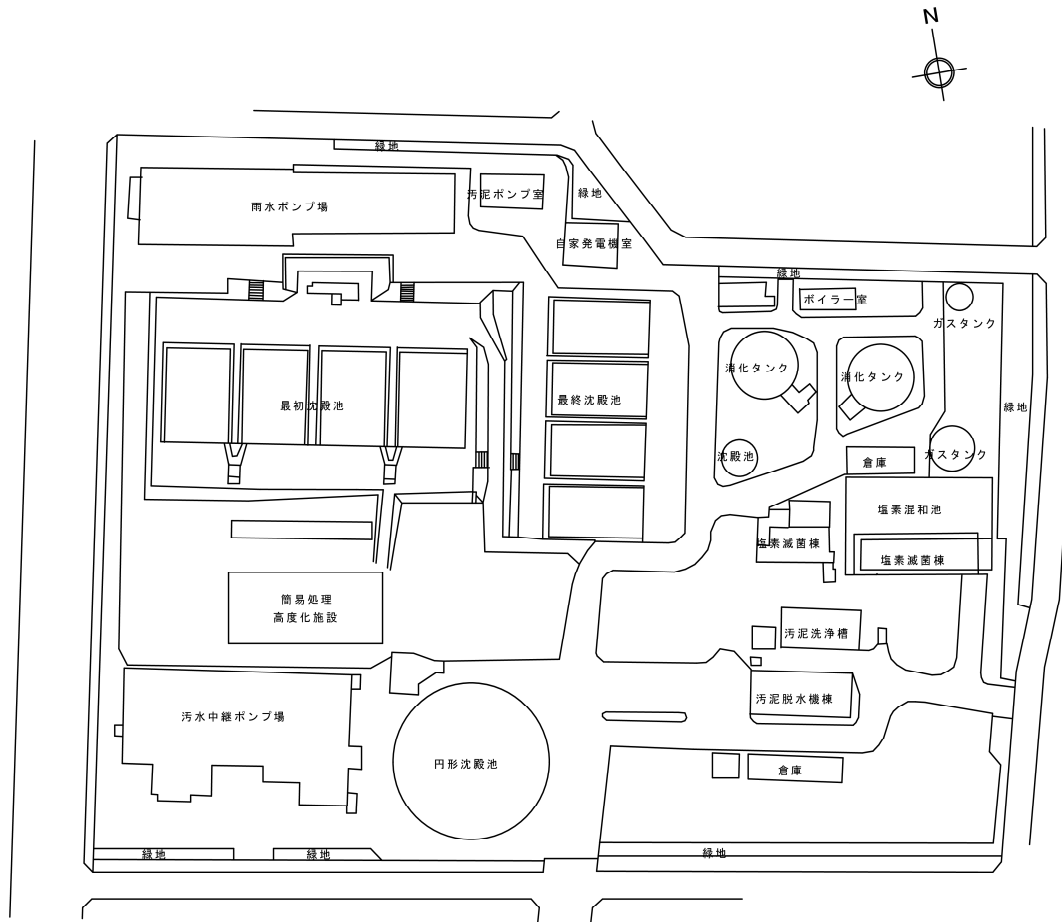 N
緑地
雨水ポンプ場
汚泥ポンプ室
緑地
自家発電機室
緑地
ボイラー室
ガスタンク
消化タンク
消化タンク
最初沈殿池
最終沈殿池
緑地
沈殿池
倉庫
ガスタンク
塩素混和池
塩素滅菌棟
塩素滅菌棟
簡易処理
高度化施設
汚泥洗浄槽
汚泥脱水機棟
汚水中継ポンプ場
円形沈殿池
倉庫
緑地
緑地
緑地